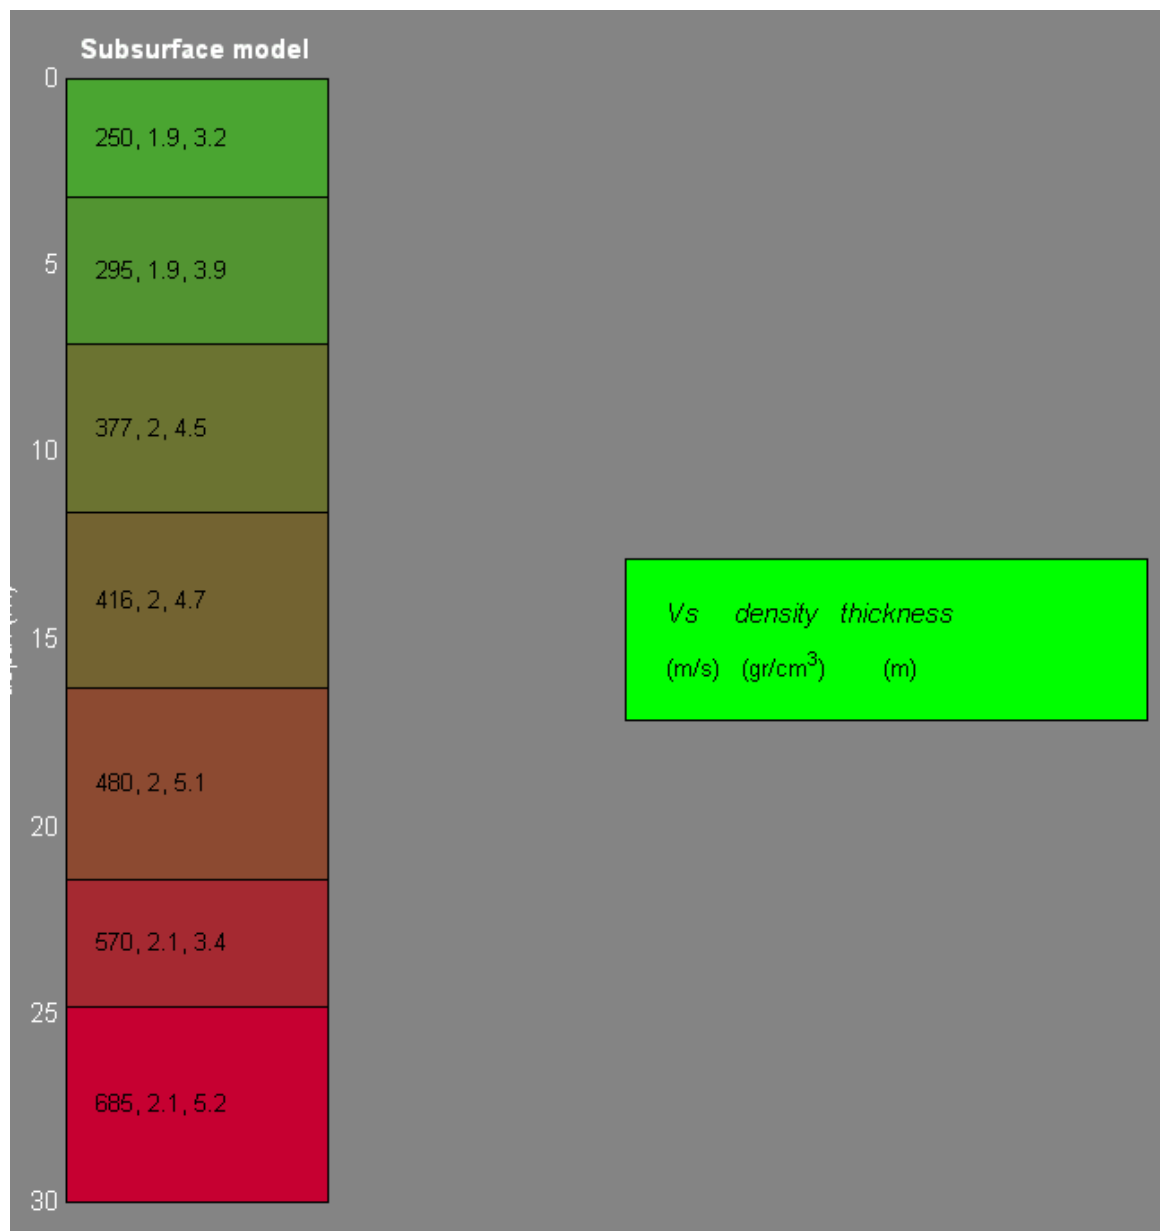 Subsurface model
0
250, 1.9, 3.2
5
295, 1.9, 3.9
377, 2, 4.5
10
416, 2, 4.7
15
480, 2, 5.1
20
570, 2.1, 3.4
25
685, 2.1, 5.2
30
Vs density thickness
(m/s) (gr/cm³) (m)